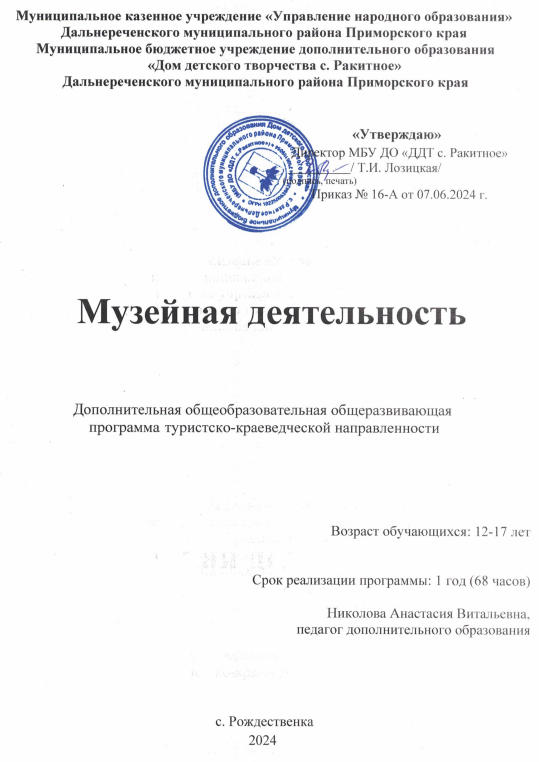 Муниципальное казенное учреждение «Управление народного образования»
Дальнереченского муниципального района Приморского края
Муниципальное бюджетное учреждение дополнительного образования
«Дом детского творчества с. Ракитное»
Дальнереченского муниципального района Приморского края
«Утверждаю»
Директор МБУ ДО «ДДТ с. Ракитное»
/ Т.И. Лозицкая/
(подпись, печать)
Приказ № 16-А от 07.06.2024 г.
Музейная деятельность
Дополнительная общеобразовательная общеразвивающая
программа туристско-краеведческой направленности
Возраст обучающихся: 12-17 лет
Срок реализации программы: 1 год (68 часов)
Николова Анастасия Витальевна,
педагог дополнительного образования
с. Рождественка
2024